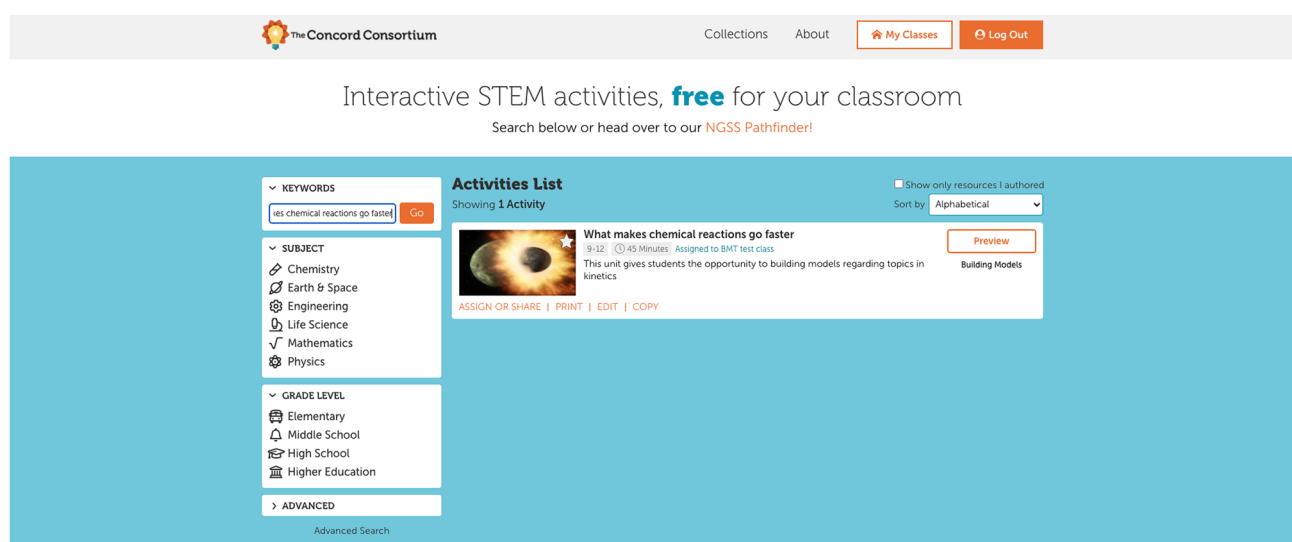 The Concord Consortium
Collections
About
My Classes
Log Out
Interactive STEM activities, free for your classroom
Search below or head over to our NGSS Pathfinder!
KEYWORDS
chemical reactions go faster
Go
SUBJECT
Chemistry
Earth & Space
Engineering
Life Science
Mathematics
Physics
GRADE LEVEL
Elementary
Middle School
High School
Higher Education
ADVANCED
Advanced Search
Activities List
Showing 1 Activity
Show only resources I authored
Sort by Alphabetical
What makes chemical reactions go faster
9-12 45 Minutes Assigned to BMT test class
This unit gives students the opportunity to building models regarding topics in
kinetics
Preview
Building Models
ASSIGN OR SHARE | PRINT | EDIT | COPY